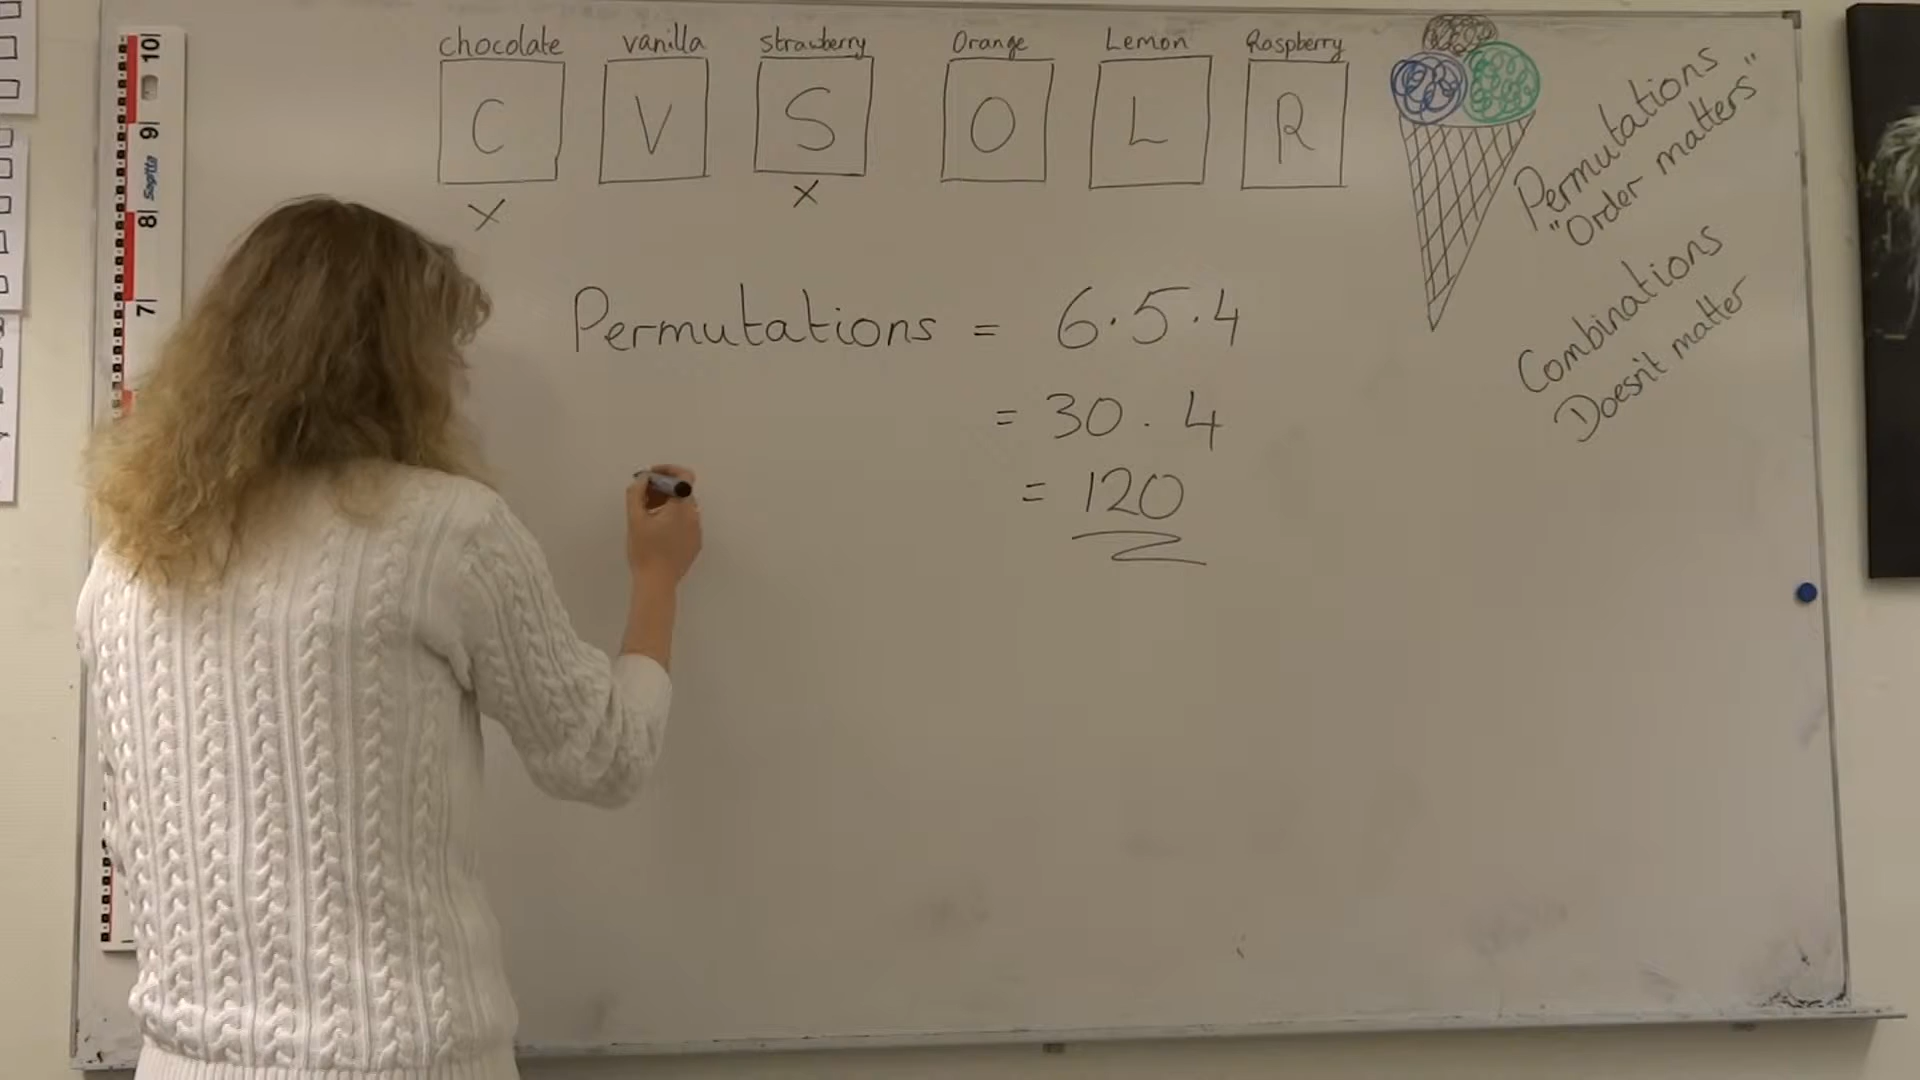 chocolate vanilla strawberry Orange Lemon Raspberry
C V S O L R
X X
Permutations
"Order matters"
Combinations
Doesn't matter
Permutations = 6·5·4
= 30 . 4
= 120
10
9
Sagitta
8
7